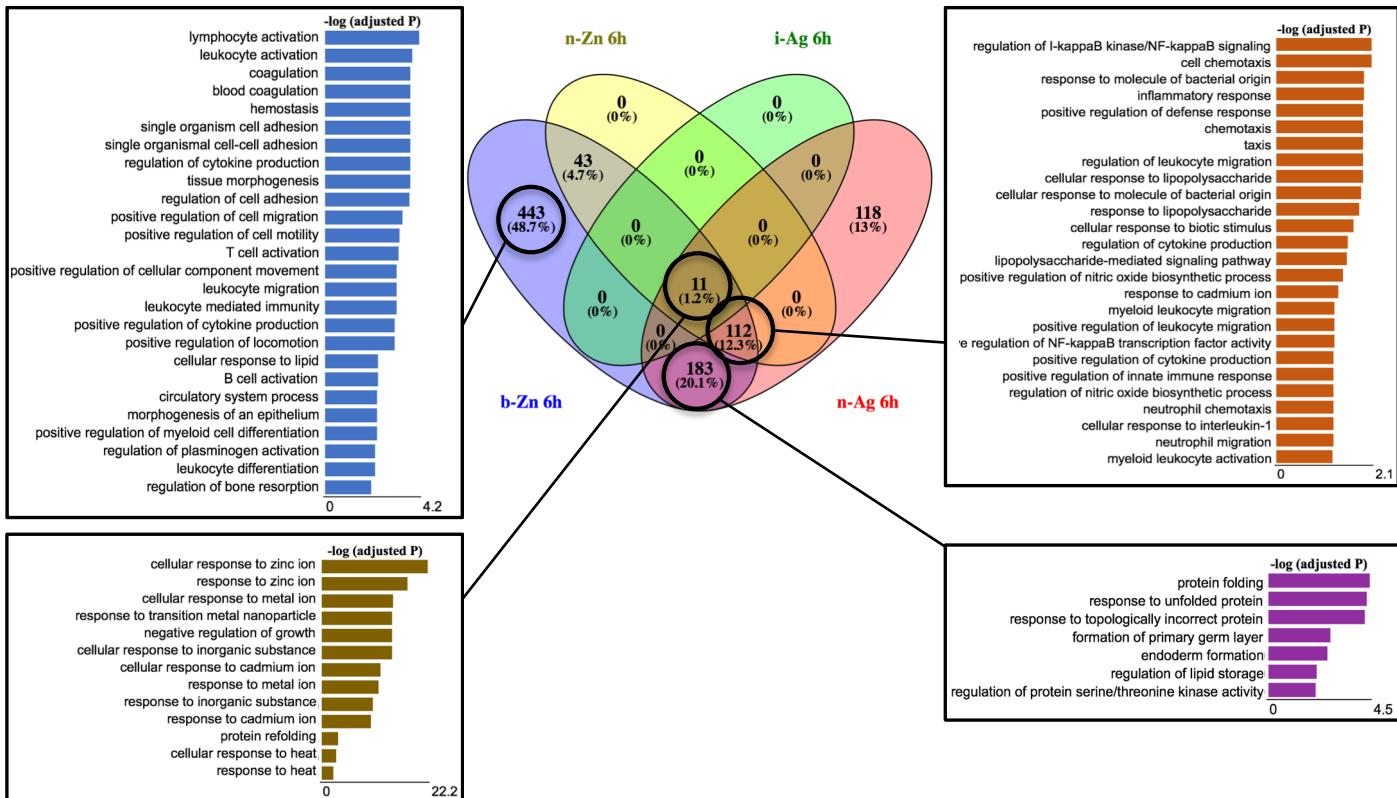 -log (adjusted P)
lymphocyte activation
leukocyte activation
coagulation
blood coagulation
hemostasis
single organism cell adhesion
single organismal cell-cell adhesion
regulation of cytokine production
tissue morphogenesis
regulation of cell adhesion
positive regulation of cell migration
positive regulation of cell motility
T cell activation
positive regulation of cellular component movement
leukocyte migration
leukocyte mediated immunity
positive regulation of cytokine production
positive regulation of locomotion
cellular response to lipid
B cell activation
circulatory system process
morphogenesis of an epithelium
positive regulation of myeloid cell differentiation
regulation of plasminogen activation
leukocyte differentiation
regulation of bone resorption
0 4.2
n-Zn 6h
i-Ag 6h
0
(0%)
0
(0%)
43
(4.7%)
0
(0%)
0
(0%)
443
(48.7%)
0
(0%)
0
(0%)
118
(13%)
11
(1.2%)
0
(0%)
0
(0%)
0
(0%)
112
(12.3%)
183
(20.1%)
b-Zn 6h
n-Ag 6h
-log (adjusted P)
regulation of I-kappaB kinase/NF-kappaB signaling
cell chemotaxis
response to molecule of bacterial origin
inflammatory response
positive regulation of defense response
chemotaxis
taxis
regulation of leukocyte migration
cellular response to lipopolysaccharide
cellular response to molecule of bacterial origin
response to lipopolysaccharide
cellular response to biotic stimulus
regulation of cytokine production
lipopolysaccharide-mediated signaling pathway
positive regulation of nitric oxide biosynthetic process
response to cadmium ion
myeloid leukocyte migration
positive regulation of leukocyte migration
ve regulation of NF-kappaB transcription factor activity
positive regulation of cytokine production
positive regulation of innate immune response
regulation of nitric oxide biosynthetic process
neutrophil chemotaxis
cellular response to interleukin-1
neutrophil migration
myeloid leukocyte activation
0 2.1
-log (adjusted P)
cellular response to zinc ion
response to zinc ion
cellular response to metal ion
response to transition metal nanoparticle
negative regulation of growth
cellular response to inorganic substance
cellular response to cadmium ion
response to metal ion
response to inorganic substance
response to cadmium ion
protein refolding
cellular response to heat
response to heat
0 22.2
-log (adjusted P)
protein folding
response to unfolded protein
response to topologically incorrect protein
formation of primary germ layer
endoderm formation
regulation of lipid storage
regulation of protein serine/threonine kinase activity
0 4.5